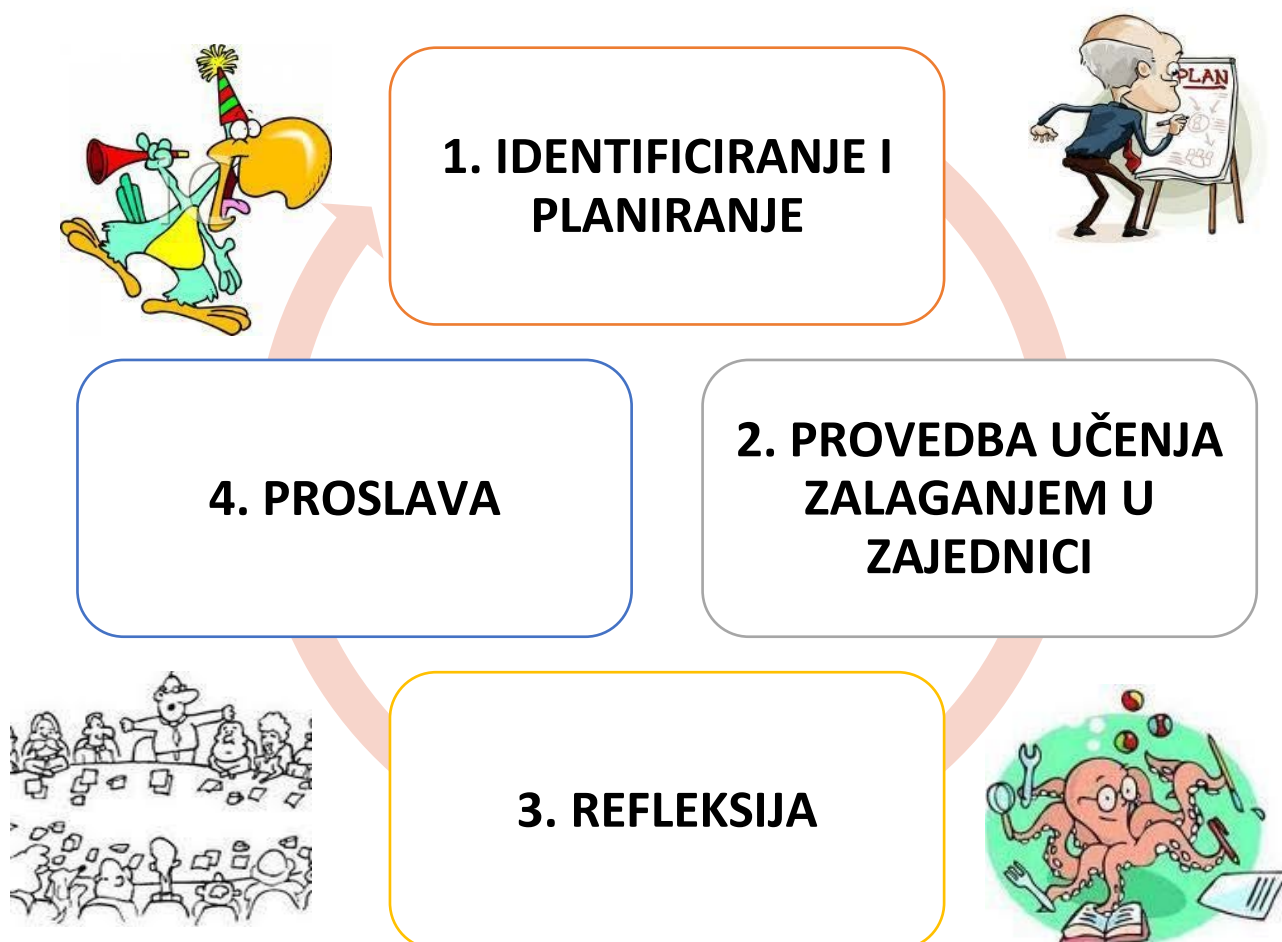 PLAN
1. IDENTIFICIRANJE I
PLANIRANJE
2. PROVEDBA UČENJA
ZALAGANJEM U
ZAJEDNICI
4. PROSLAVA
3. REFLEKSIJA